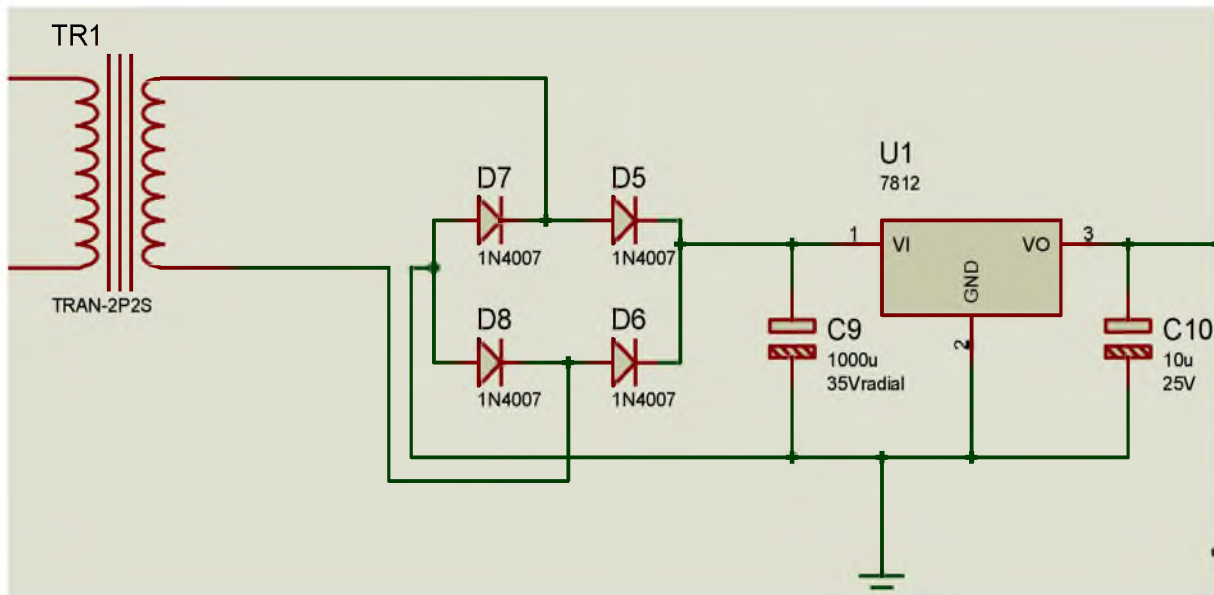 TR1
TRAN-2P2S
D7
1N4007
D5
1N4007
D8
1N4007
D6
1N4007
U1
7812
1
VI
VO
3
GND
2
C9
1000u
35Vradial
C10
10u
25V